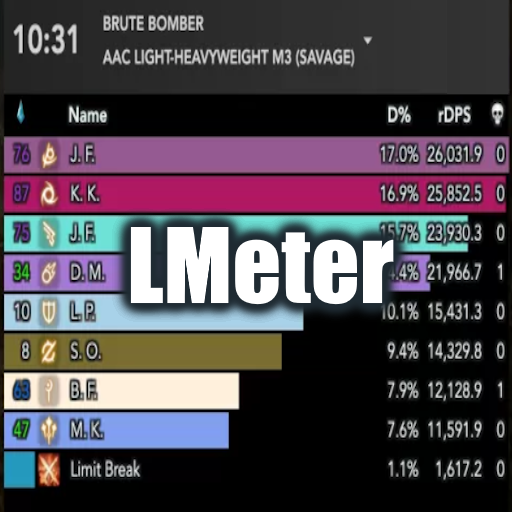 10:31
BRUTE BOMBER
AAC LIGHT-HEAVYWEIGHT M3 (SAVAGE)
Name D% rDPS
76 J. F. 17.0% 26,031.9 0
87 K. K. 16.9% 25,852.5 0
75 J. F. 15.7% 23,930.3 0
LMeter
34 D. M. .4% 21,966.7 1
10 L. P. 10.1% 15,431.3 0
8 S. O. 9.4% 14,329.8 0
63 B. F. 7.9% 12,128.9 1
47 M. K. 7.6% 11,591.9 0
Limit Break 1.1% 1,617.2 0